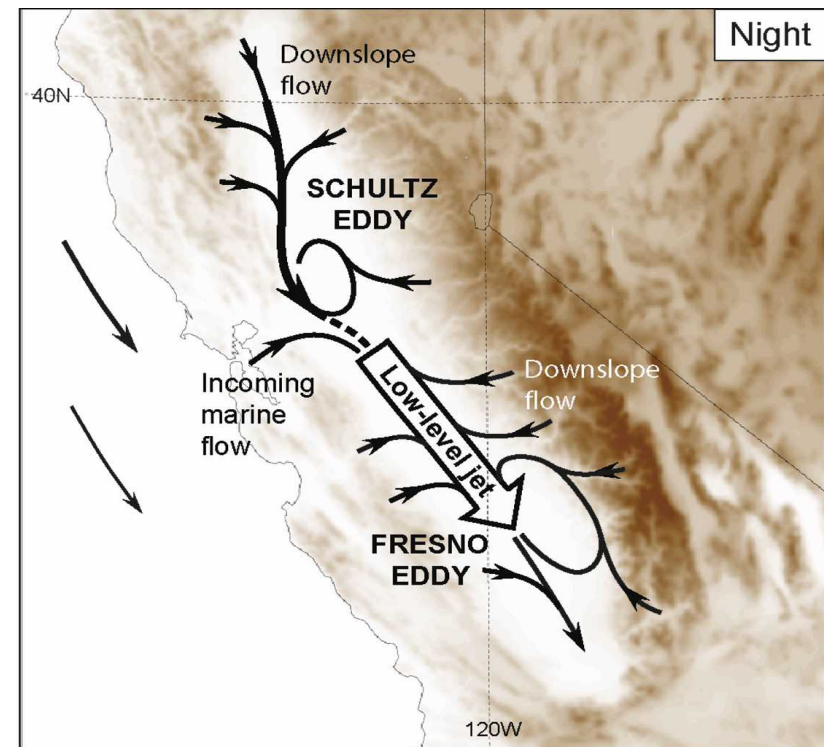 Night
Downslope
flow
40N
SCHULTZ
EDDY
Incoming
marine
flow
Downslope
flow
Low-level jet
FRESNO
EDDY
120W